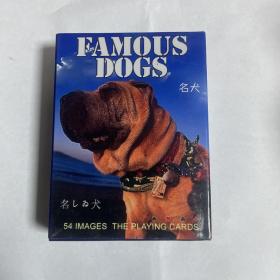 FAMOUS
DOGS
名犬
名しゐ犬
54 IMAGES THE PLAYING CARDS